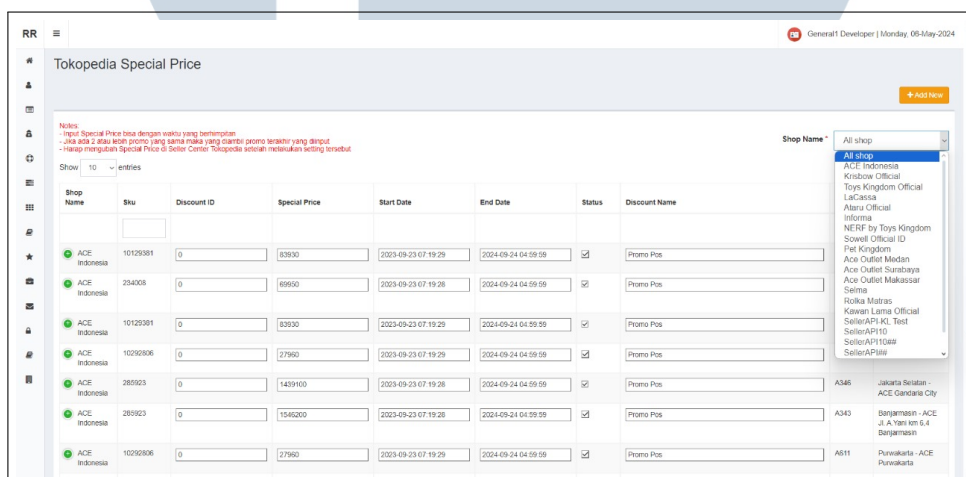 RR
General1 Developer | Monday, 06-May-2024
Tokopedia Special Price
+ Add New
Notes:
- Input Special Price bisa dengan waktu yang berhimpitan
- Jika ada 2 atau lebih promo yang sama maka yang diambil promo terakhir yang diinput
- Harap mengubah Special Price di Seller Center Tokopedia setelah melakukan setting tersebut
Shop Name * All shop
Show 10 entries
All shop
ACE Indonesia
Krisbow Official
Toys Kingdom Official
LaCassa
Ataru Official
Informa
NERF by Toys Kingdom
Sowell Official ID
Pet Kingdom
Ace Outlet Medan
Ace Outlet Surabaya
Ace Outlet Makassar
Selma
Rolka Matras
Kawan Lama Official
SellerAPI-KL Test
SellerAPI10
SellerAPI10##
SellerAPI##
Shop Name Sku Discount ID Special Price Start Date End Date Status Discount Name
ACE Indonesia 10129381 0 83930 2023-09-23 07:19:29 2024-09-24 04:59:59 Promo Pos
ACE Indonesia 234008 0 69950 2023-09-23 07:19:28 2024-09-24 04:59:59 Promo Pos
ACE Indonesia 10129381 0 83930 2023-09-23 07:19:29 2024-09-24 04:59:59 Promo Pos
ACE Indonesia 10292806 0 27960 2023-09-23 07:19:29 2024-09-24 04:59:59 Promo Pos
ACE Indonesia 285923 0 1439100 2023-09-23 07:19:28 2024-09-24 04:59:59 Promo Pos A346 Jakarta Selatan - ACE Gandaria City
ACE Indonesia 285923 0 1546200 2023-09-23 07:19:28 2024-09-24 04:59:59 Promo Pos A343 Banjarmasin - ACE Jl. A.Yani km 6,4 Banjarmasin
ACE Indonesia 10292806 0 27960 2023-09-23 07:19:29 2024-09-24 04:59:59 Promo Pos A611 Purwakarta - ACE Purwakarta